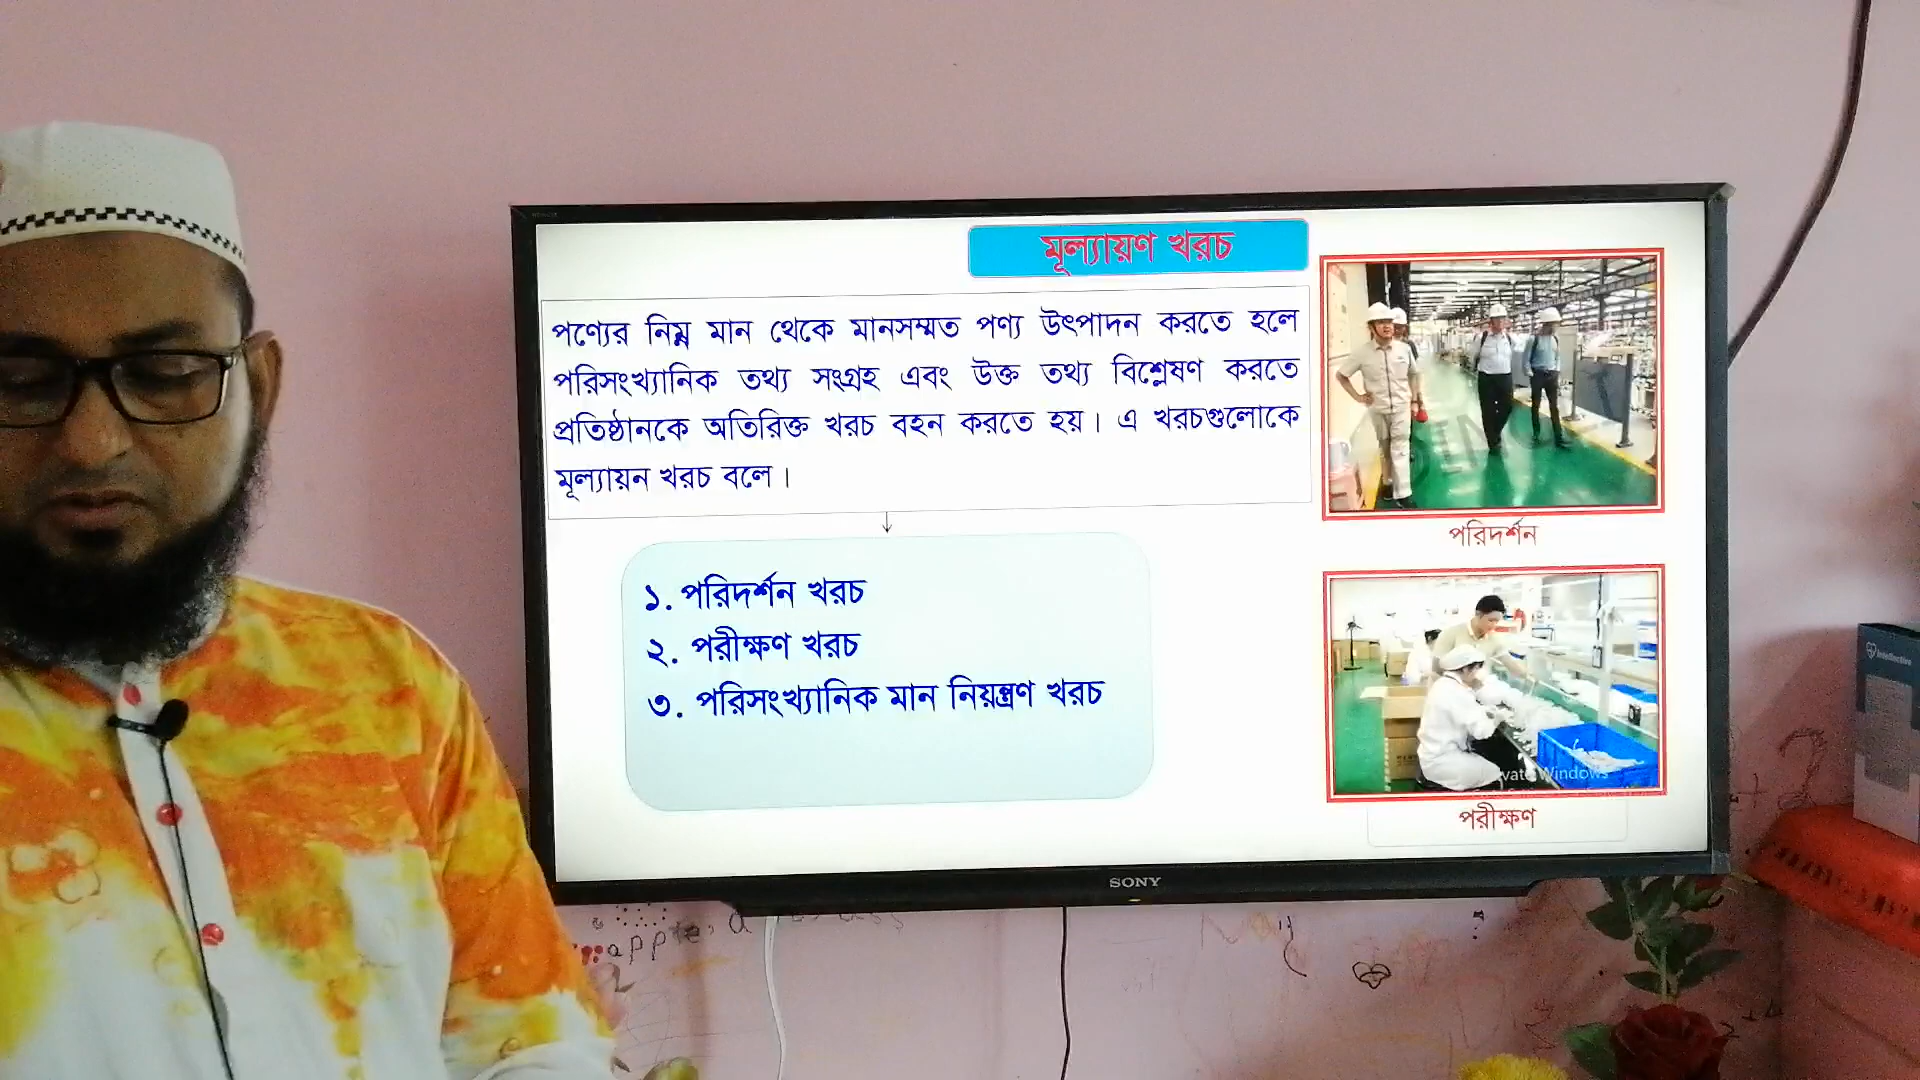 মূল্যায়ণ খরচ
পণ্যের নিম্ন মান থেকে মানসম্মত পণ্য উৎপাদন করতে হলে
পরিসংখ্যানিক তথ্য সংগ্রহ এবং উক্ত তথ্য বিশ্লেষণ করতে
প্রতিষ্ঠানকে অতিরিক্ত খরচ বহন করতে হয়। এ খরচগুলোকে
মূল্যায়ন খরচ বলে।
১. পরিদর্শন খরচ
২. পরীক্ষণ খরচ
৩. পরিসংখ্যানিক মান নিয়ন্ত্রণ খরচ
পরিদর্শন
পরীক্ষণ
SONY
apple, a